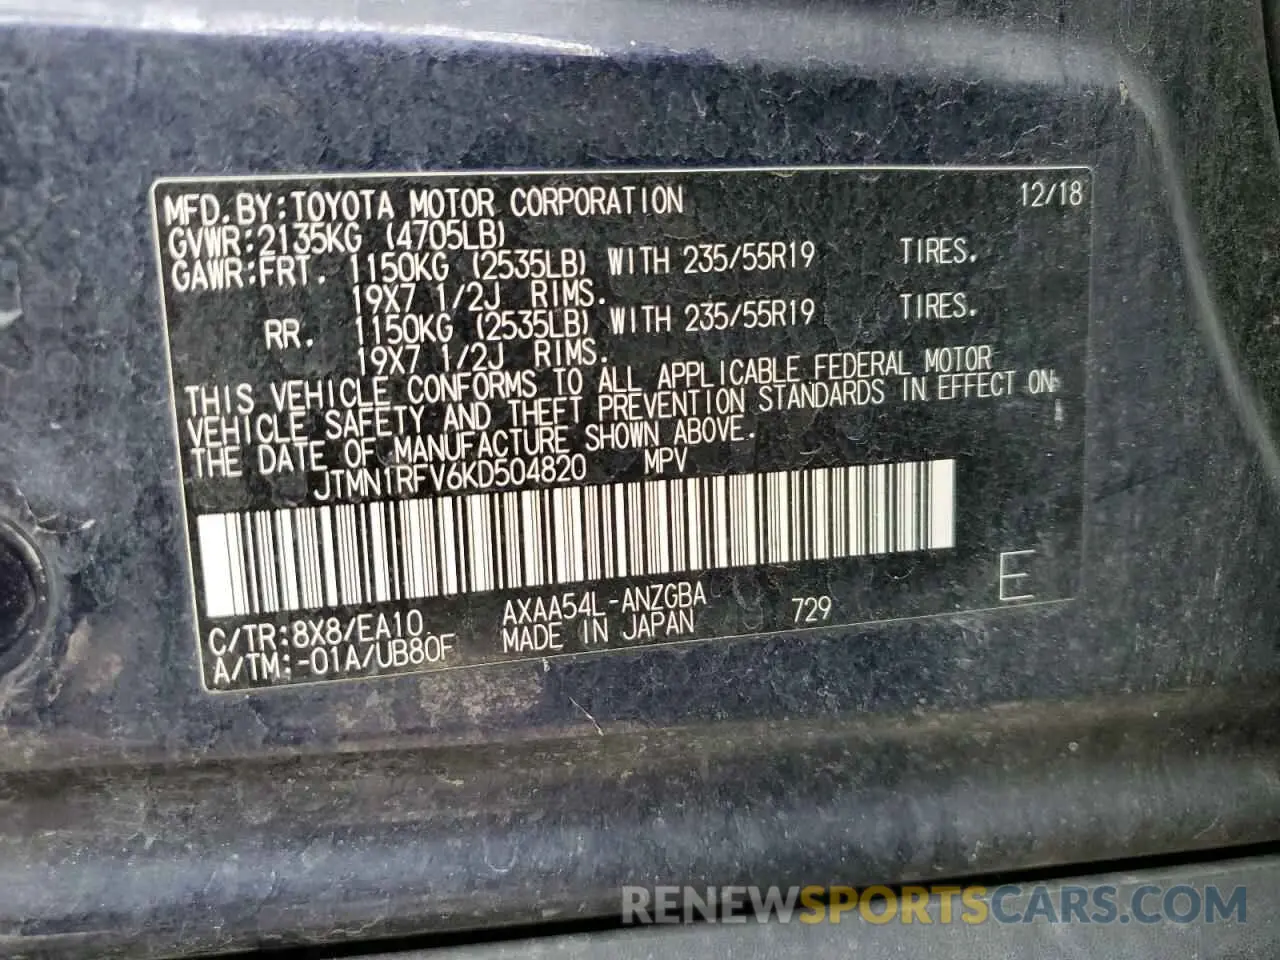 MFD.BY:TOYOTA MOTOR CORPORATION 12/18
GVWR:2135KG (4705LB)
GAWR:FRT. 1150KG (2535LB) WITH 235/55R19 TIRES.
19X7 1/2J RIMS.
RR. 1150KG (2535LB) WITH 235/55R19 TIRES.
19X7 1/2J RIMS.
THIS VEHICLE CONFORMS TO ALL APPLICABLE FEDERAL MOTOR
VEHICLE SAFETY AND THEFT PREVENTION STANDARDS IN EFFECT ON
THE DATE OF MANUFACTURE SHOWN ABOVE.
JTMN1RFV6KD504820 MPV
C/TR:8X8/EA10 AXAA54L-ANZGBA 729 E
A/TM:-01A/UB80F MADE IN JAPAN
RENEWSPORTSCARS.COM